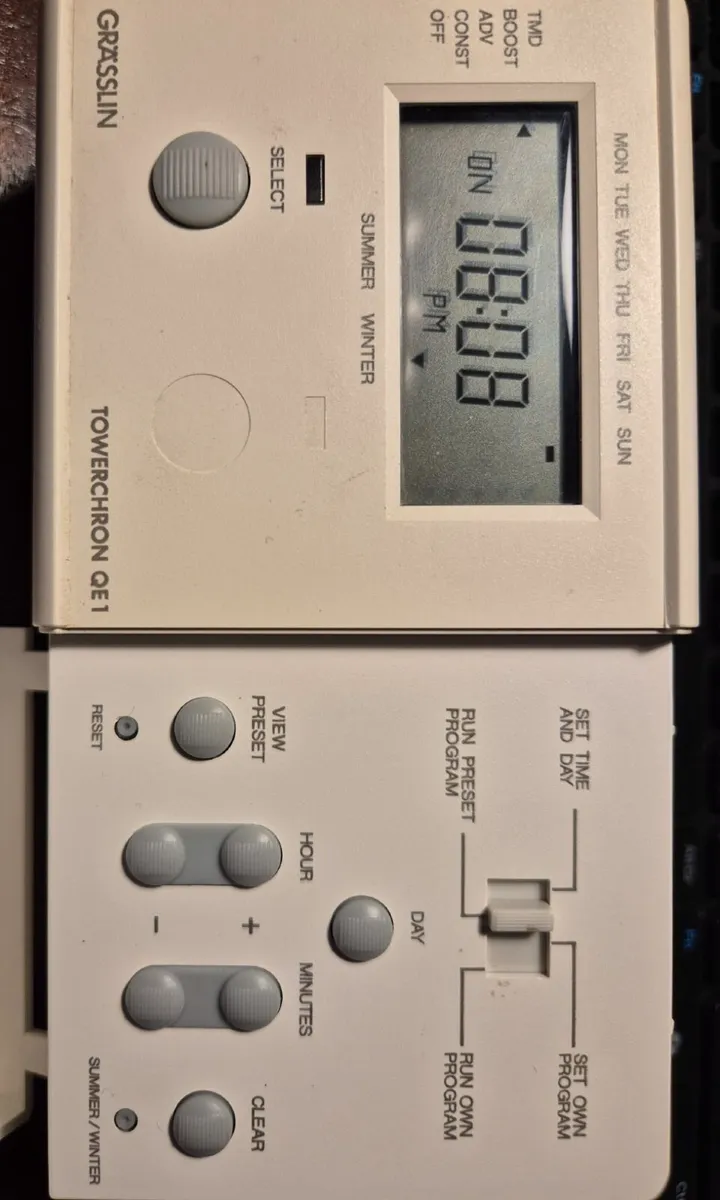 MON TUE WED THU FRI SAT SUN
TMD
BOOST
ADV
CONST
OFF
ON 08:08
PM
SUMMER WINTER
SELECT
GRÄSSLIN
TOWERCHRON QE1
SET TIME
AND DAY
RUN PRESET
PROGRAM
SET OWN
PROGRAM
RUN OWN
PROGRAM
DAY
VIEW
PRESET
HOUR
MINUTES
CLEAR
+
-
RESET
SUMMER/WINTER